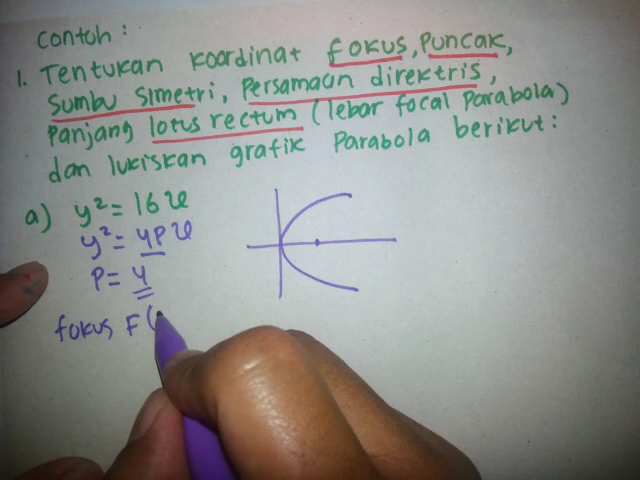 Contoh :
1. Tentukan koordinat fokus, Puncak,
Sumbu Simetri, Persamaan direktris,
Panjang lotus rectum (lebar focal Parabola)
dan lukiskan grafik Parabola berikut:
a) y² = 16x
y² = 4Px
P = 4
fokus F (